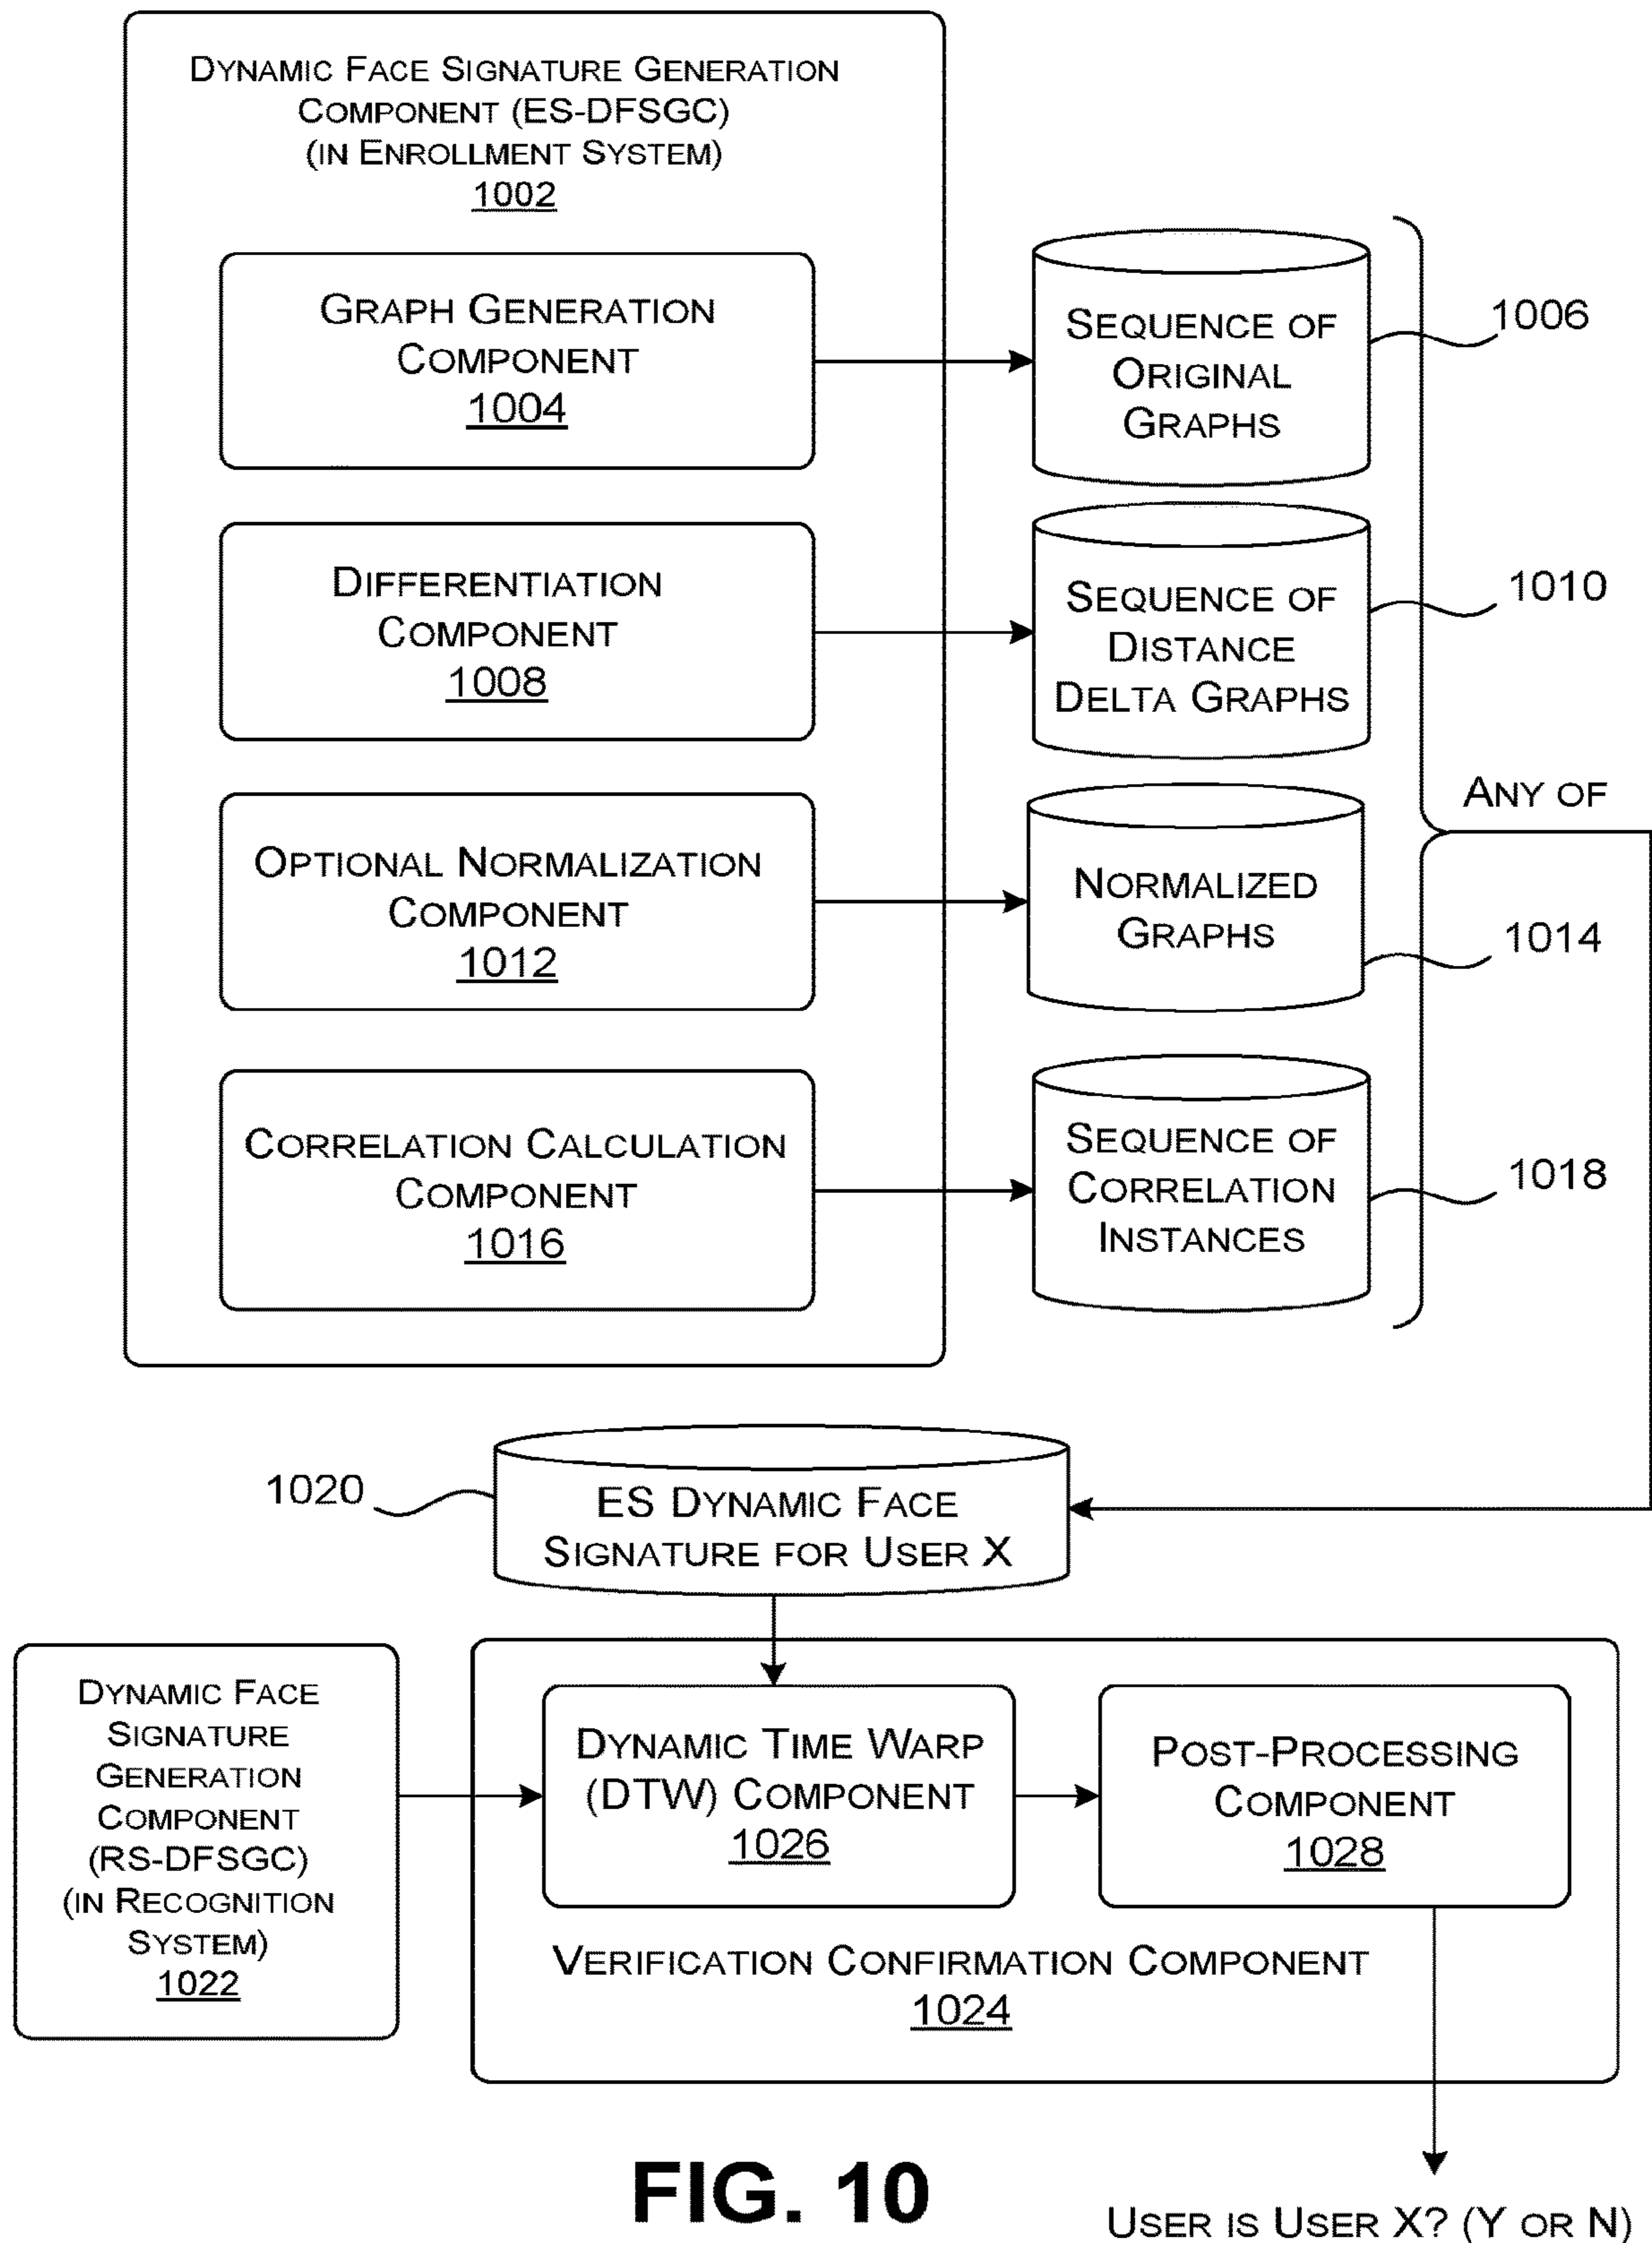 DYNAMIC FACE SIGNATURE GENERATION
COMPONENT (ES-DFSGC)
(IN ENROLLMENT SYSTEM)
1002
GRAPH GENERATION
COMPONENT
1004
SEQUENCE OF
ORIGINAL
GRAPHS
1006
DIFFERENTIATION
COMPONENT
1008
SEQUENCE OF
DISTANCE
DELTA GRAPHS
1010
ANY OF
OPTIONAL NORMALIZATION
COMPONENT
1012
NORMALIZED
GRAPHS
1014
CORRELATION CALCULATION
COMPONENT
1016
SEQUENCE OF
CORRELATION
INSTANCES
1018
1020
ES DYNAMIC FACE
SIGNATURE FOR USER X
DYNAMIC FACE
SIGNATURE
GENERATION
COMPONENT
(RS-DFSGC)
(IN RECOGNITION
SYSTEM)
1022
DYNAMIC TIME WARP
(DTW) COMPONENT
1026
POST-PROCESSING
COMPONENT
1028
VERIFICATION CONFIRMATION COMPONENT
1024
FIG. 10
USER IS USER X? (Y OR N)